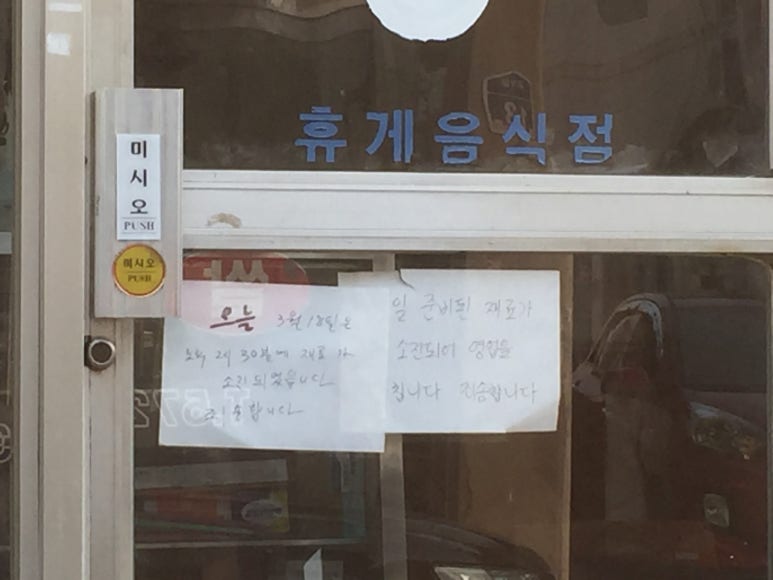 휴게음식점
미시오
PUSH
미시오
PUSH
오늘 3월 18일은
오후 2시 30분에 재료가
소진되었습니다
죄송합니다
일 준비된 재료가
소진되어 영업을
칩니다 죄송합니다